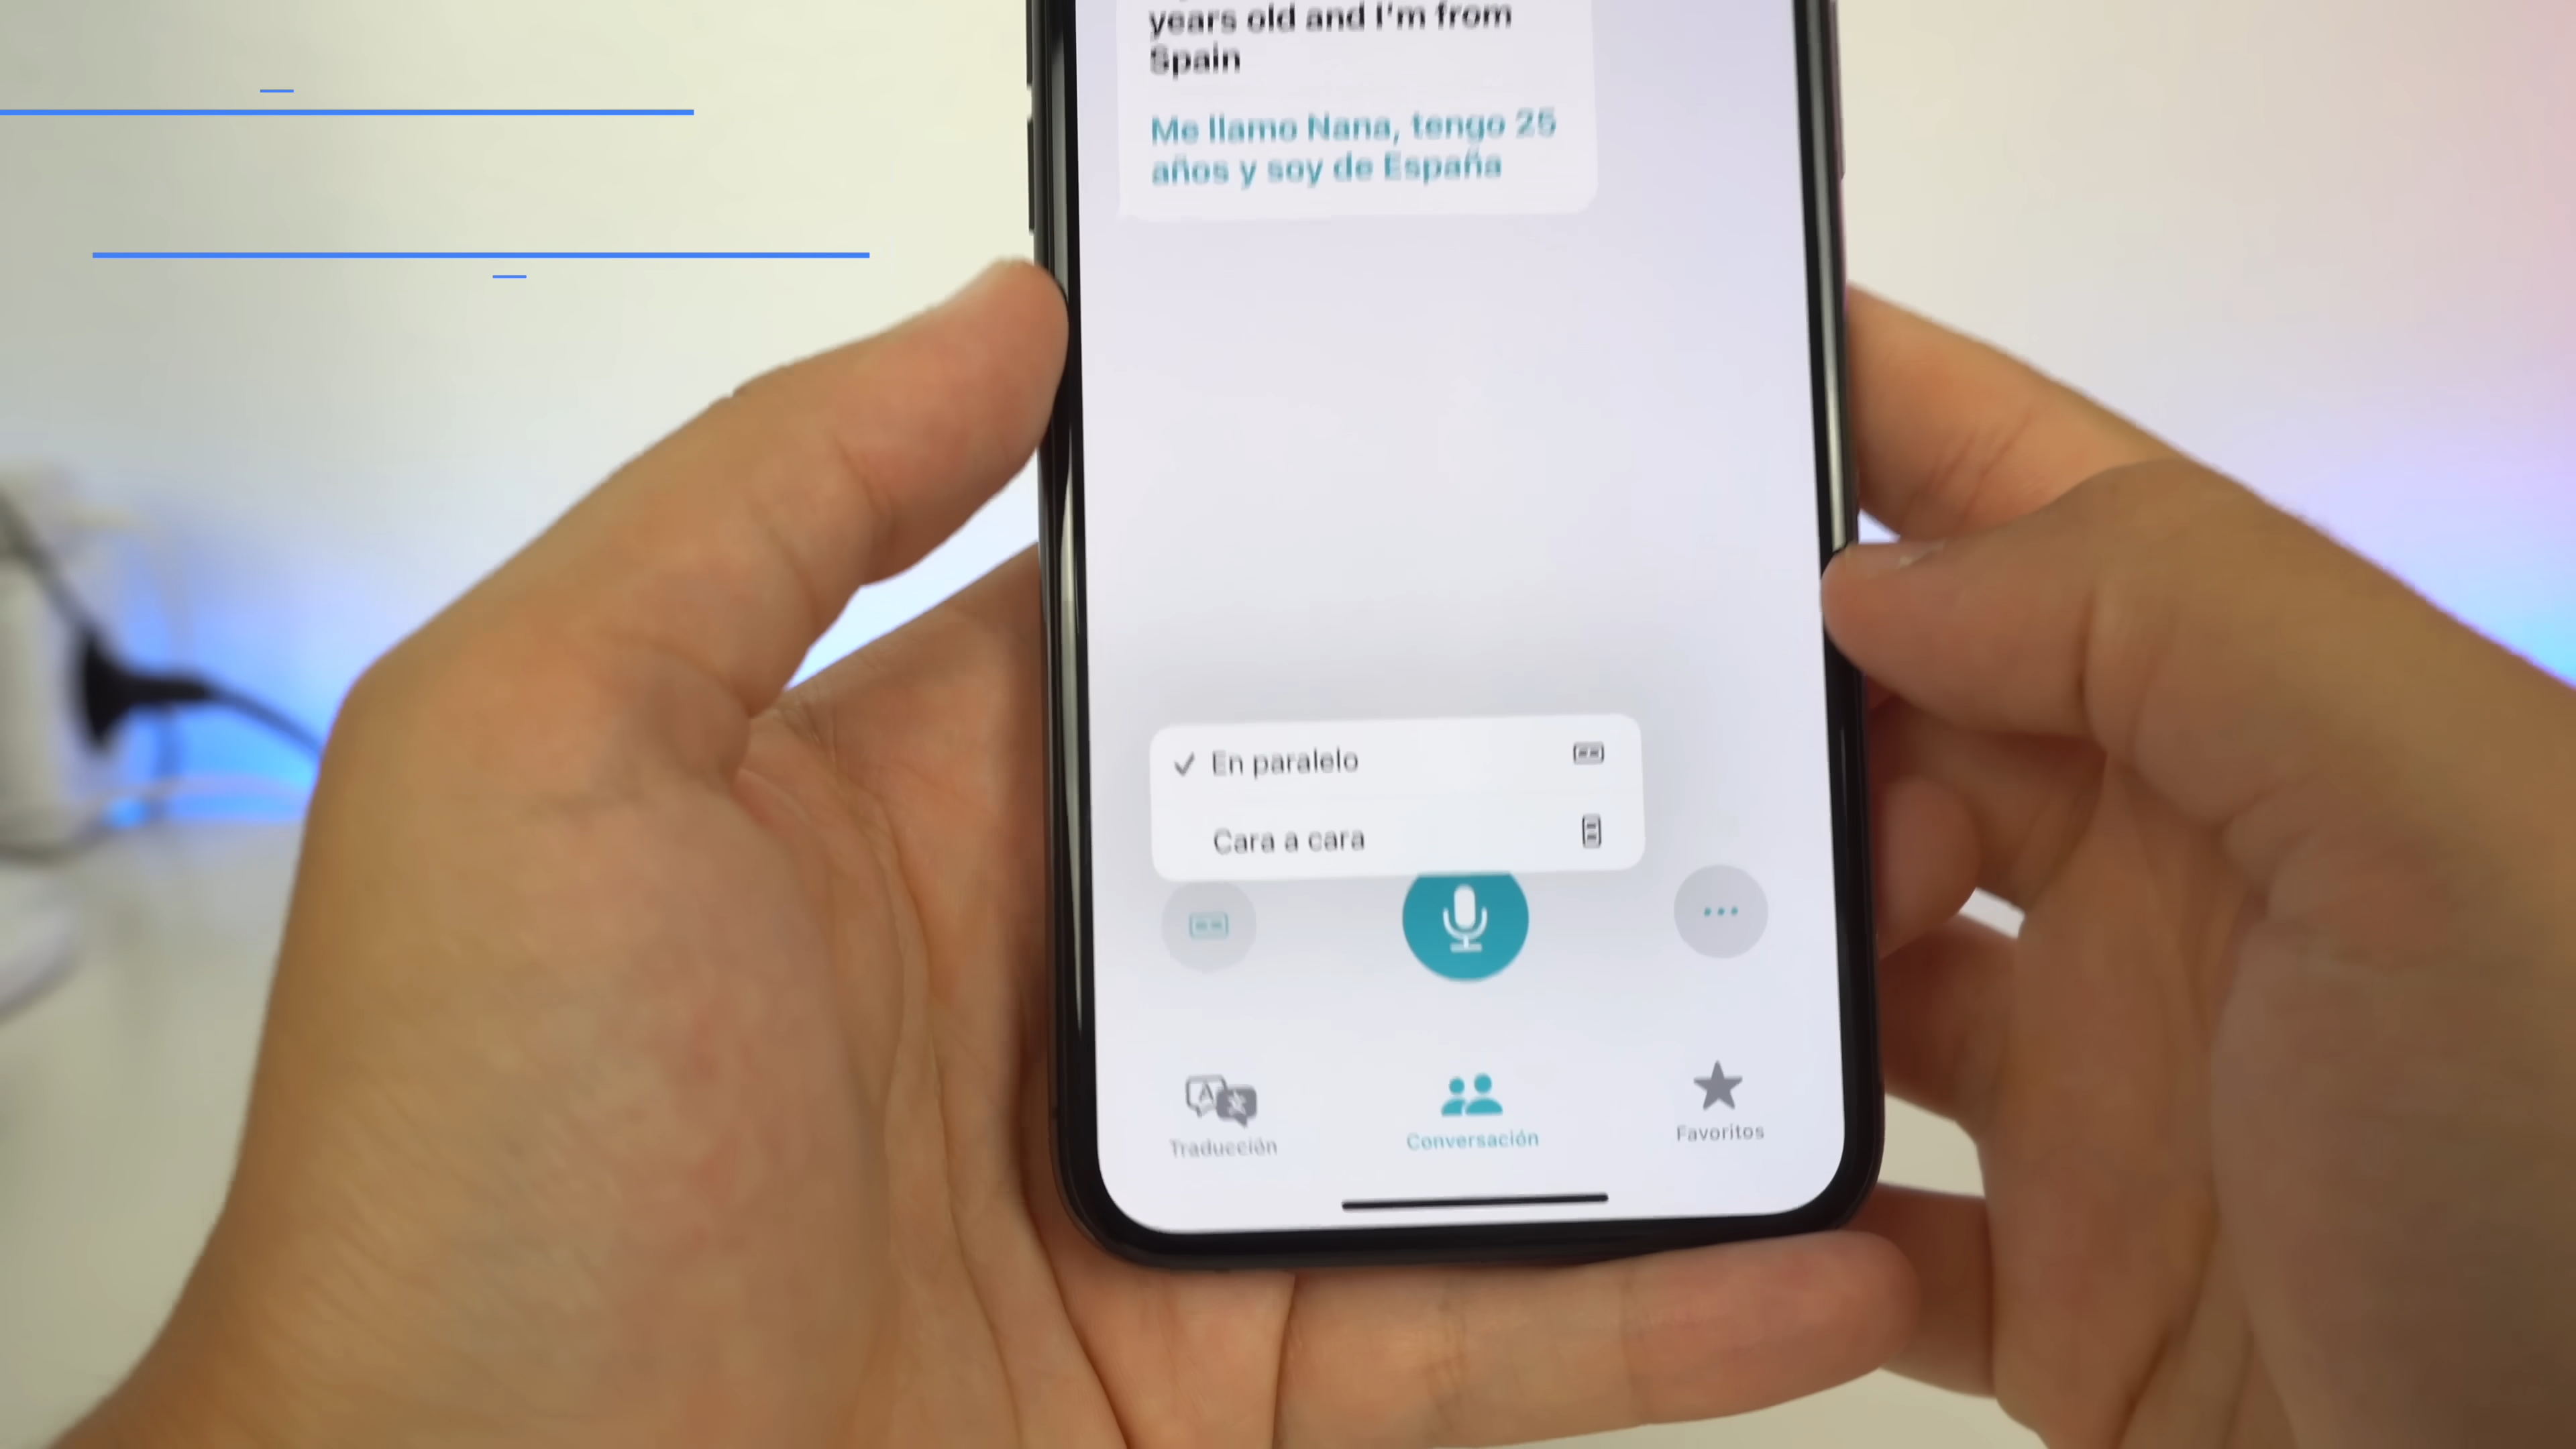 years old and I'm from
Spain
Me llamo Nana, tengo 25
años y soy de España
En paralelo
Cara a cara
Traducción
Conversación
Favoritos